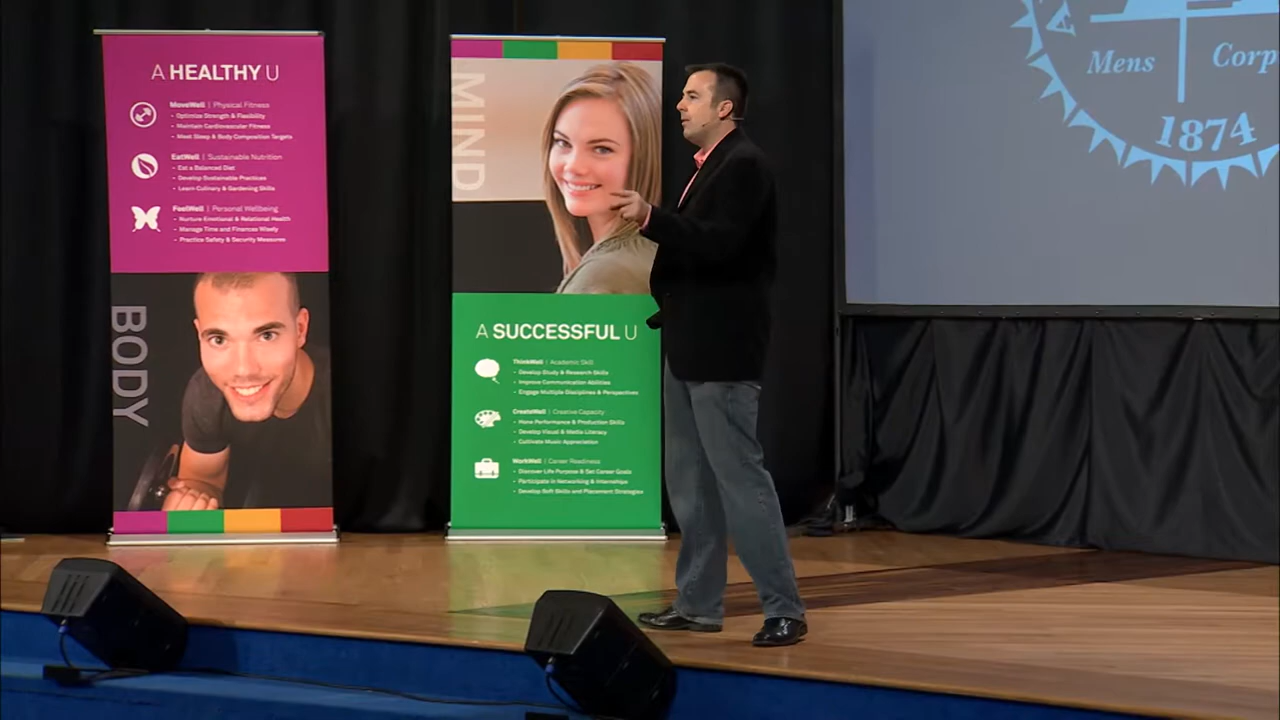 A HEALTHY U
MoveWell | Physical Fitness
• Optimize Strength & Flexibility
• Maintain Cardiovascular Fitness
• Meet Sleep & Body Composition Targets
EatWell | Sustainable Nutrition
• Eat a Balanced Diet
• Develop Sustainable Practices
• Learn Culinary & Gardening Skills
FeelWell | Personal Wellbeing
• Nurture Emotional & Relational Health
• Manage Time and Finances Wisely
• Practice Safety & Security Measures
BODY
MIND
A SUCCESSFUL U
ThinkWell | Academic Skill
• Develop Study & Research Skills
• Improve Communication Abilities
• Engage Multiple Disciplines & Perspectives
CreateWell | Creative Capacity
• Hone Performance & Production Skills
• Develop Visual & Media Literacy
• Cultivate Music Appreciation
WorkWell | Career Readiness
• Discover Life Purpose & Set Career Goals
• Participate in Networking & Internships
• Develop Soft Skills and Placement Strategies
A
Mens Corp
1874